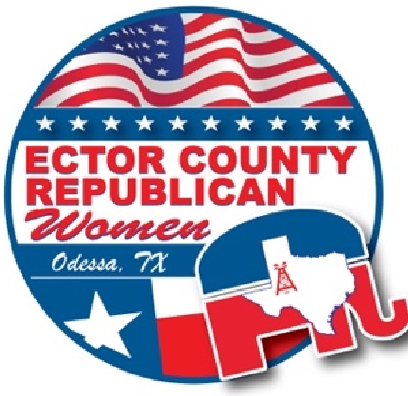 ECTOR COUNTY
REPUBLICAN
Women
Odessa, TX